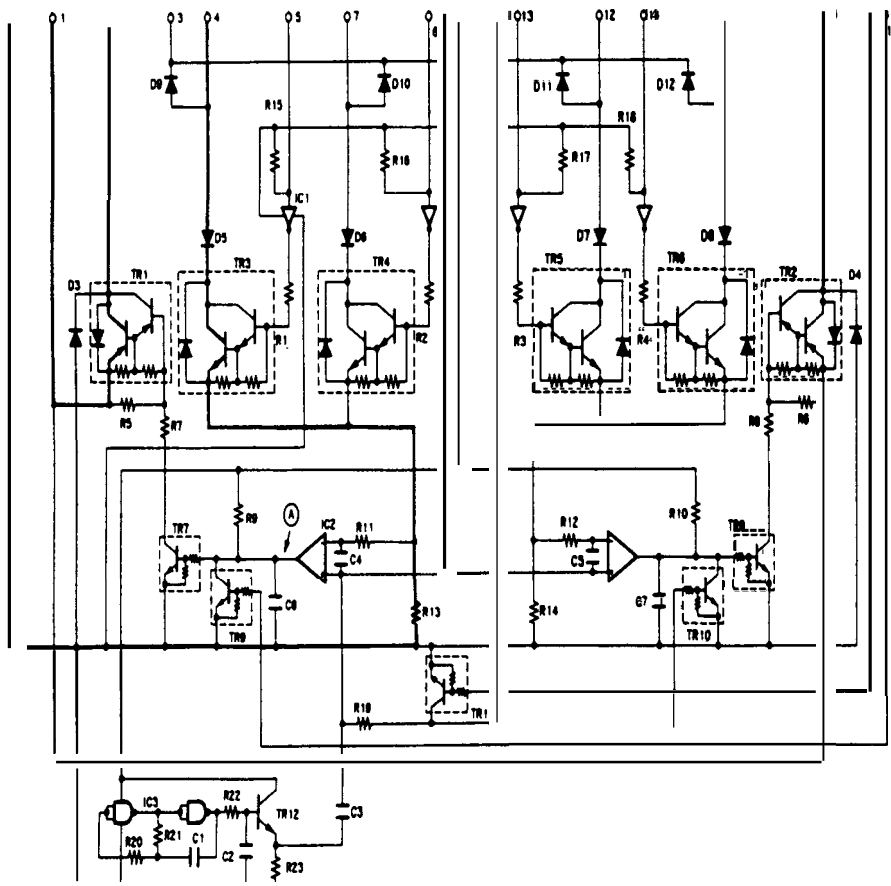 1 3 4 5 7 6 13 12 14
D9 D10 D11 D12
R15 R16 R17 R18
IC1
D5 D6 D7 D8
D3 TR1 TR3 TR4 TR5 TR6 TR2 D4
R1 R2 R3 R4
R5 R7 R8 R6
R9 A IC2 R11 R12 R10
TR7 C4 C5 TR8
C6 R13 R14 C7
TR9 TR10
R19 TR1
IC3 R22 TR12 C3
R20 R21 C1 C2 R23